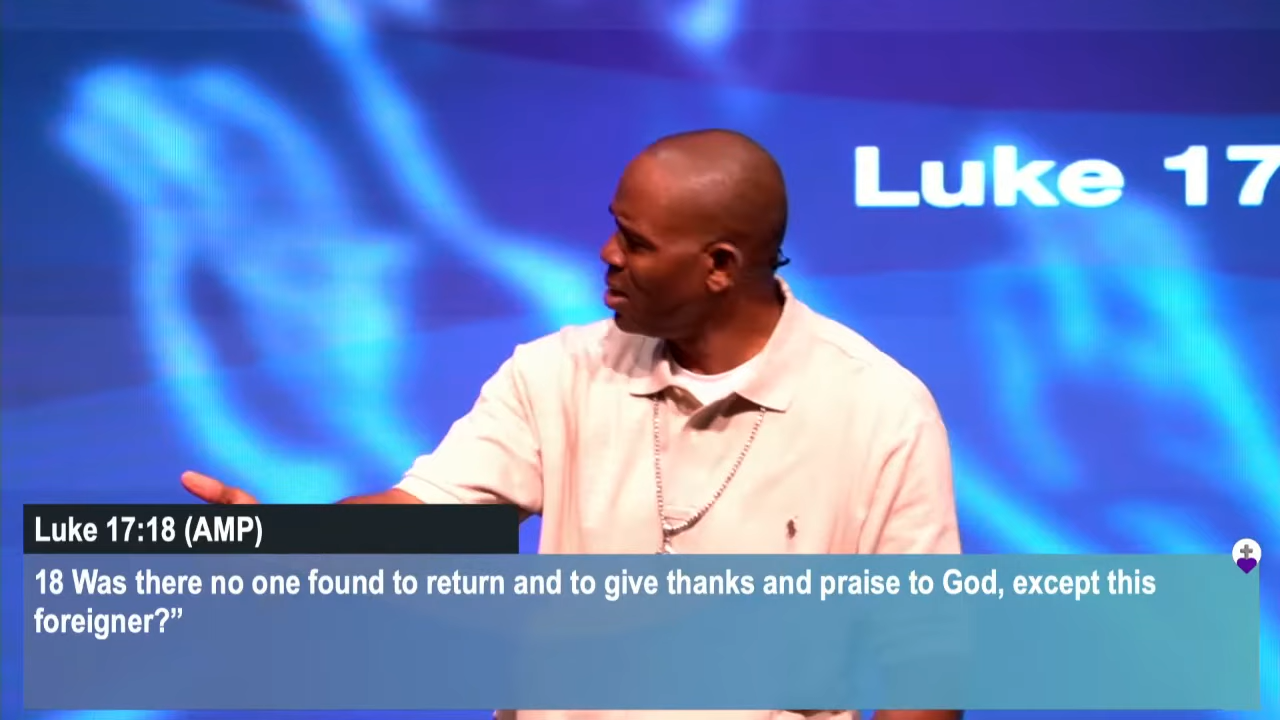 Luke 17
Luke 17:18 (AMP)
18 Was there no one found to return and to give thanks and praise to God, except this
foreigner?”